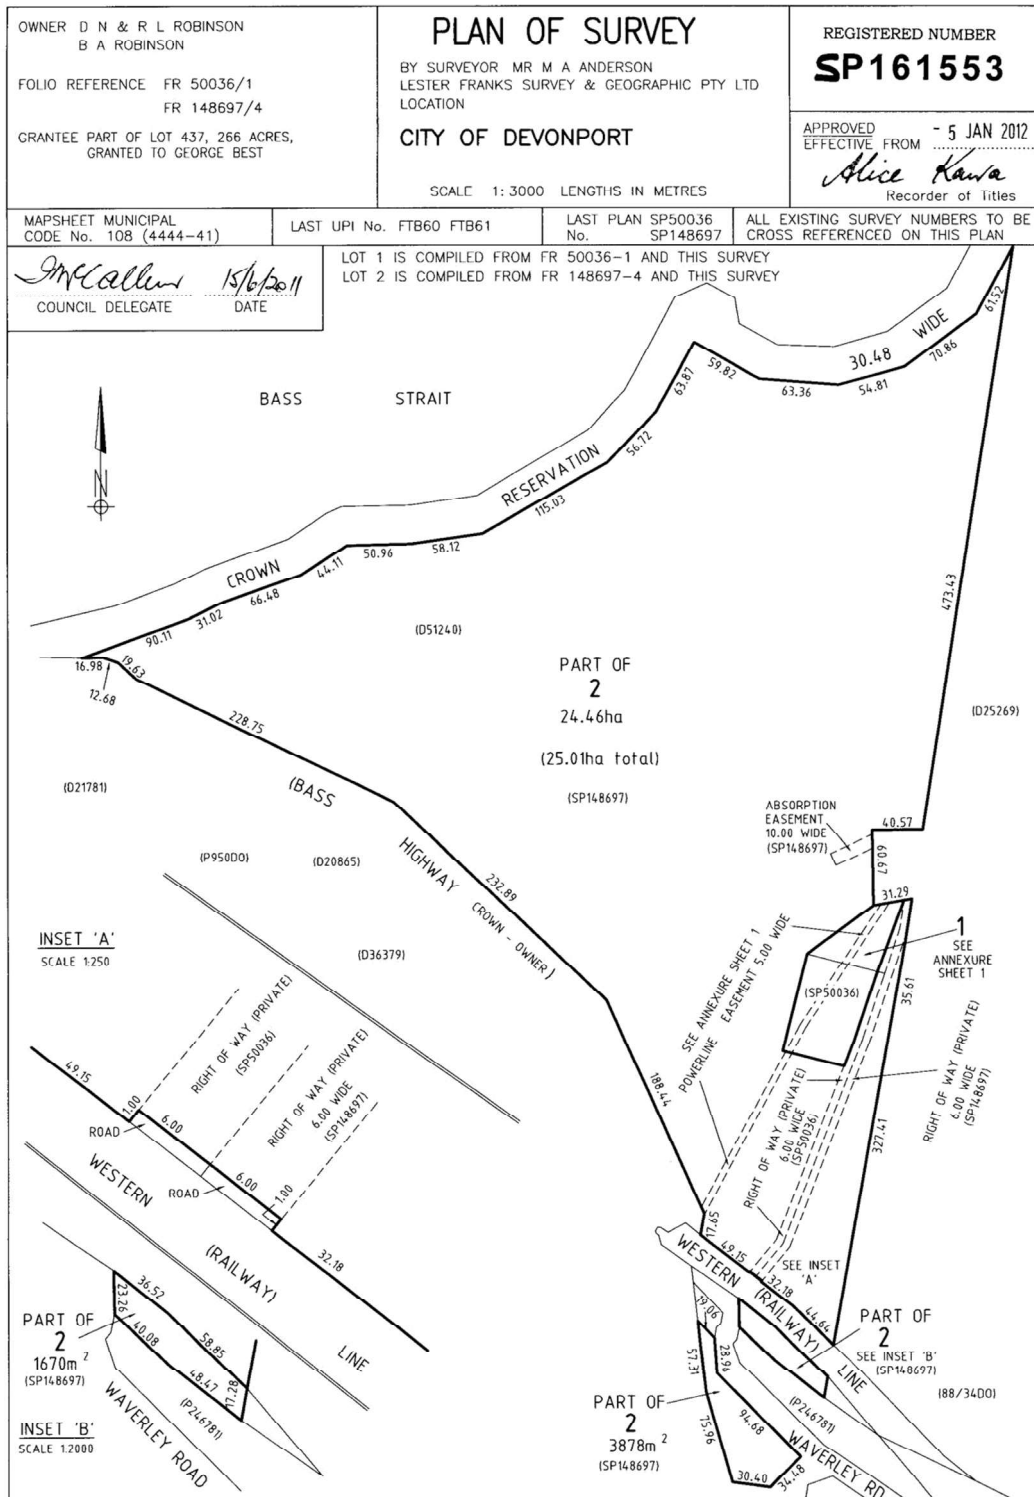 OWNER D N & R L ROBINSON
B A ROBINSON
FOLIO REFERENCE FR 50036/1
FR 148697/4
GRANTEE PART OF LOT 437, 266 ACRES,
GRANTED TO GEORGE BEST
PLAN OF SURVEY
BY SURVEYOR MR M A ANDERSON
LESTER FRANKS SURVEY & GEOGRAPHIC PTY LTD
LOCATION
CITY OF DEVONPORT
SCALE 1: 3000 LENGTHS IN METRES
REGISTERED NUMBER
SP161553
APPROVED
EFFECTIVE FROM - 5 JAN 2012
Alice Kawa
Recorder of Titles
MAPSHEET MUNICIPAL
CODE No. 108 (4444-41)
LAST UPI No. FTB60 FTB61
LAST PLAN SP50036
No. SP148697
ALL EXISTING SURVEY NUMBERS TO BE
CROSS REFERENCED ON THIS PLAN
15/6/2011
COUNCIL DELEGATE DATE
LOT 1 IS COMPILED FROM FR 50036-1 AND THIS SURVEY
LOT 2 IS COMPILED FROM FR 148697-4 AND THIS SURVEY
BASS STRAIT
N
CROWN
RESERVATION
30.48 WIDE
90.11
31.02
66.48
44.11
50.96
58.12
115.03
56.72
63.87
59.82
63.36
54.81
70.86
61.52
473.43
(D51240)
PART OF
2
24.46ha
(25.01ha total)
(SP148697)
(D25269)
16.98
12.68
19.63
228.75
(BASS
HIGHWAY
(CROWN - OWNER)
232.89
188.44
(D21781)
(P950DO)
(D20865)
(D36379)
ABSORPTION
EASEMENT
10.00 WIDE
(SP148697)
40.57
49.09
31.29
1
SEE
ANNEXURE
SHEET 1
(SP50036)
35.61
327.41
SEE ANNEXURE SHEET 1
POWERLINE EASEMENT 5.00 WIDE
RIGHT OF WAY (PRIVATE)
6.00 WIDE
(SP50036)
RIGHT OF WAY (PRIVATE)
6.00 WIDE
(SP148697)
17.65
49.15
32.18
44.64
SEE INSET
'A'
WESTERN
(RAILWAY)
LINE
PART OF
2
SEE INSET 'B'
(SP148697)
(88/34DO)
19.06
57.31
28.94
75.96
94.68
30.40
34.48
(P246781)
WAVERLEY RD
PART OF
2
3878m²
(SP148697)
INSET 'A'
SCALE 1:250
49.15
1.00
6.00
6.00
1.00
32.18
ROAD
ROAD
RIGHT OF WAY (PRIVATE)
(SP50036)
RIGHT OF WAY (PRIVATE)
6.00 WIDE
(SP148697)
WESTERN
(RAILWAY)
LINE
PART OF
2
1670m²
(SP148697)
23.26
36.52
40.08
58.85
48.47
17.28
(P246781)
WAVERLEY ROAD
INSET 'B'
SCALE 1:2000